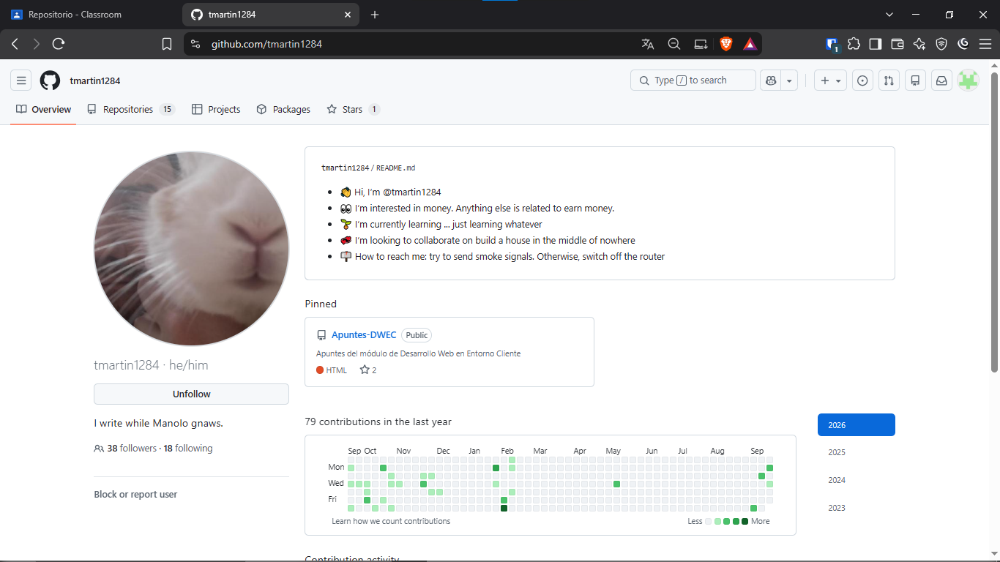 Repositorio - Classroom
tmartin1284
github.com/tmartin1284
1
tmartin1284
Type / to search
Overview
Repositories 15
Projects
Packages
Stars 1
tmartin1284/README.md
👋 Hi, I'm @tmartin1284
👀 I'm interested in money. Anything else is related to earn money.
🌱 I'm currently learning ... just learning whatever
💞️ I'm looking to collaborate on build a house in the middle of nowhere
📫 How to reach me: try to send smoke signals. Otherwise, switch off the router
tmartin1284 · he/him
Unfollow
I write while Manolo gnaws.
38 followers · 18 following
Block or report user
Pinned
Apuntes-DWEC Public
Apuntes del módulo de Desarrollo Web en Entorno Cliente
HTML 2
79 contributions in the last year
Sep Oct Nov Dec Jan Feb Mar Apr May Jun Jul Aug Sep
Mon
Wed
Fri
Learn how we count contributions
Less More
2026
2025
2024
2023
Contribution activity